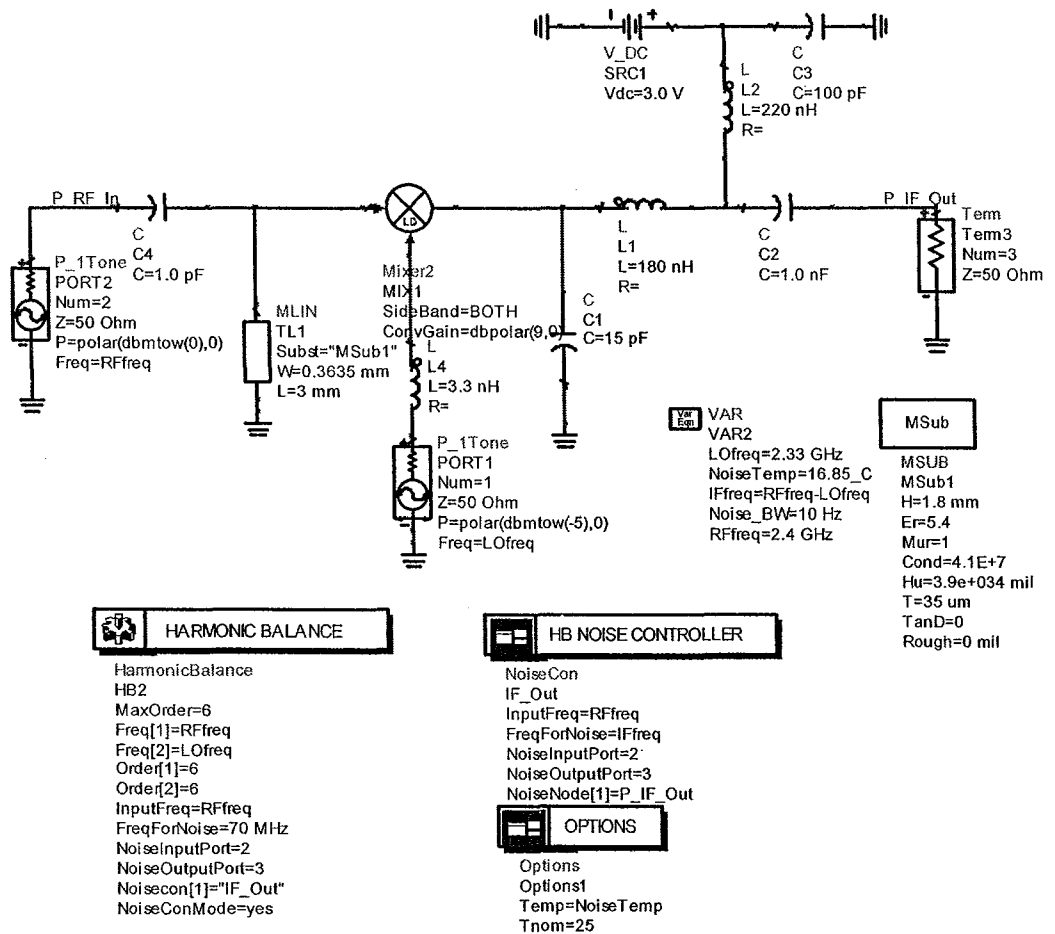 V_DC
SRC1
Vdc=3.0 V
C
C3
C=100 pF
L
L2
L=220 nH
R=
P_RF_In
C
C4
C=1.0 pF
P_1Tone
PORT2
Num=2
Z=50 Ohm
P=polar(dbmtow(0),0)
Freq=RFfreq
MLIN
TL1
Subst="MSub1"
W=0.3635 mm
L=3 mm
LO
Mixer2
MIX1
SideBand=BOTH
ConvGain=dbpolar(9,0)
L
L4
L=3.3 nH
R=
P_1Tone
PORT1
Num=1
Z=50 Ohm
P=polar(dbmtow(-5),0)
Freq=LOfreq
L
L1
L=180 nH
R=
C
C1
C=15 pF
C
C2
C=1.0 nF
P_IF_Out
Term
Term3
Num=3
Z=50 Ohm
Var
Eqn
VAR
VAR2
LOfreq=2.33 GHz
NoiseTemp=16.85_C
IFfreq=RFfreq-LOfreq
Noise_BW=10 Hz
RFfreq=2.4 GHz
MSub
MSUB
MSub1
H=1.8 mm
Er=5.4
Mur=1
Cond=4.1E+7
Hu=3.9e+034 mil
T=35 um
TanD=0
Rough=0 mil
HARMONIC BALANCE
HarmonicBalance
HB2
MaxOrder=6
Freq[1]=RFfreq
Freq[2]=LOfreq
Order[1]=6
Order[2]=6
InputFreq=RFfreq
FreqForNoise=70 MHz
NoiseInputPort=2
NoiseOutputPort=3
Noisecon[1]="IF_Out"
NoiseConMode=yes
HB NOISE CONTROLLER
NoiseCon
IF_Out
InputFreq=RFfreq
FreqForNoise=IFfreq
NoiseInputPort=2
NoiseOutputPort=3
NoiseNode[1]=P_IF_Out
OPTIONS
Options
Options1
Temp=NoiseTemp
Tnom=25